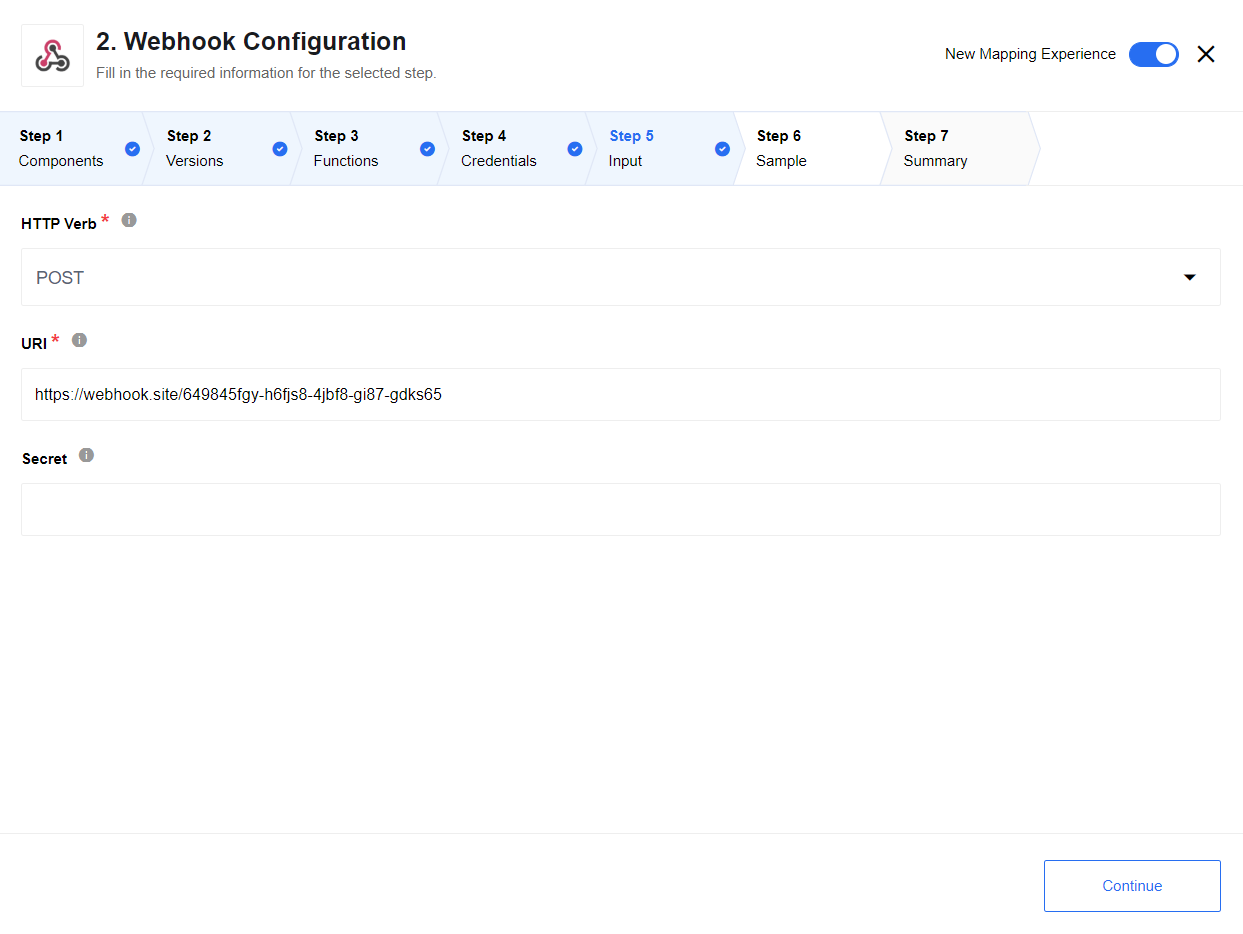 2. Webhook Configuration
Fill in the required information for the selected step.
New Mapping Experience
Step 1
Components
Step 2
Versions
Step 3
Functions
Step 4
Credentials
Step 5
Input
Step 6
Sample
Step 7
Summary
HTTP Verb *
POST
URI *
https://webhook.site/649845fgy-h6fjs8-4jbf8-gi87-gdks65
Secret
Continue